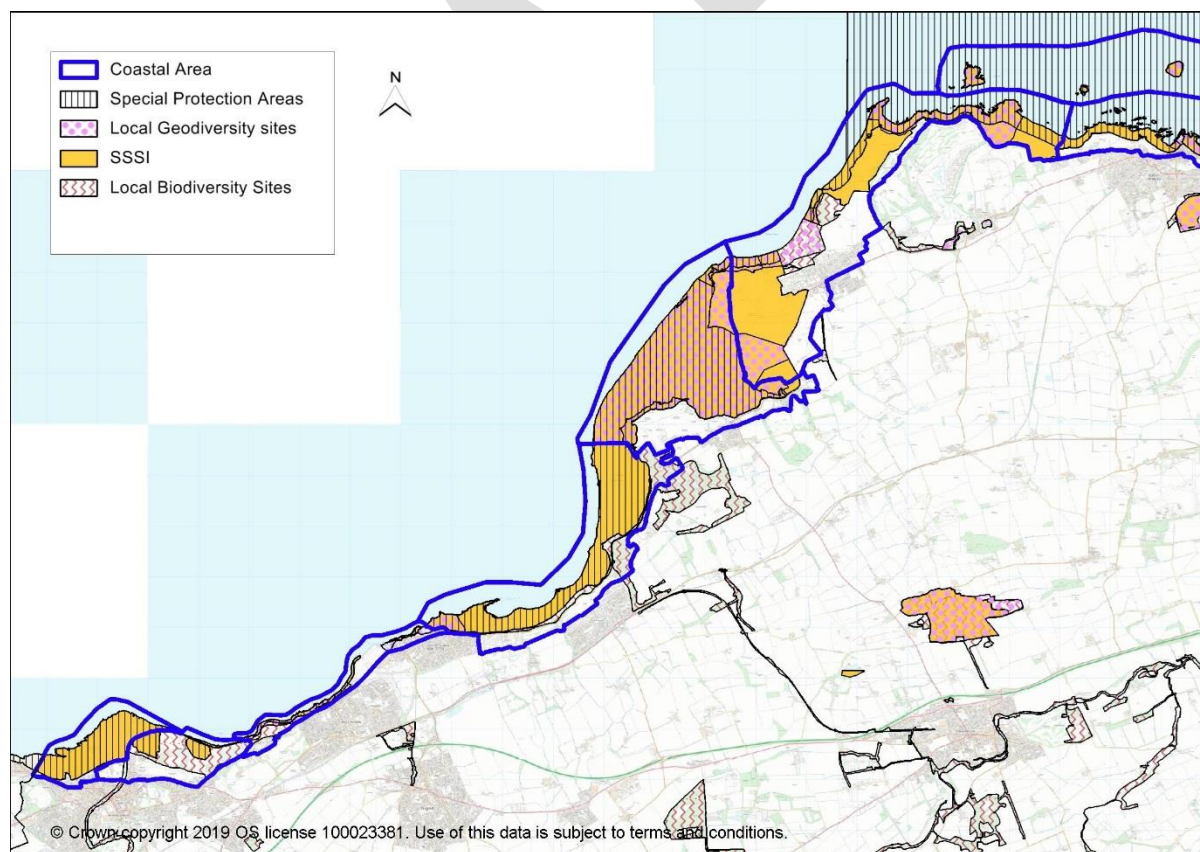 Coastal Area
N
Special Protection Areas
Local Geodiversity sites
SSSI
Local Biodiversity Sites
© Crown copyright 2019 OS license 100023381. Use of this data is subject to terms and conditions.